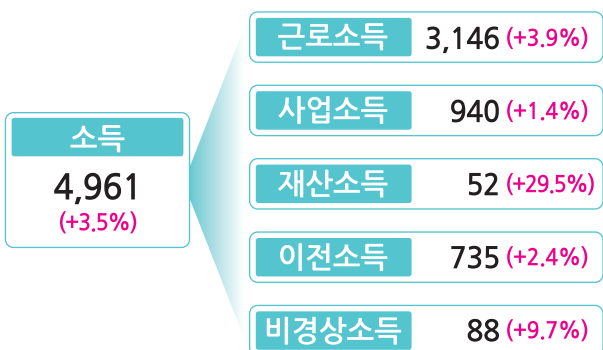 소득
4,961
(+3.5%)
근로소득 3,146 (+3.9%)
사업소득 940 (+1.4%)
재산소득 52 (+29.5%)
이전소득 735 (+2.4%)
비경상소득 88 (+9.7%)